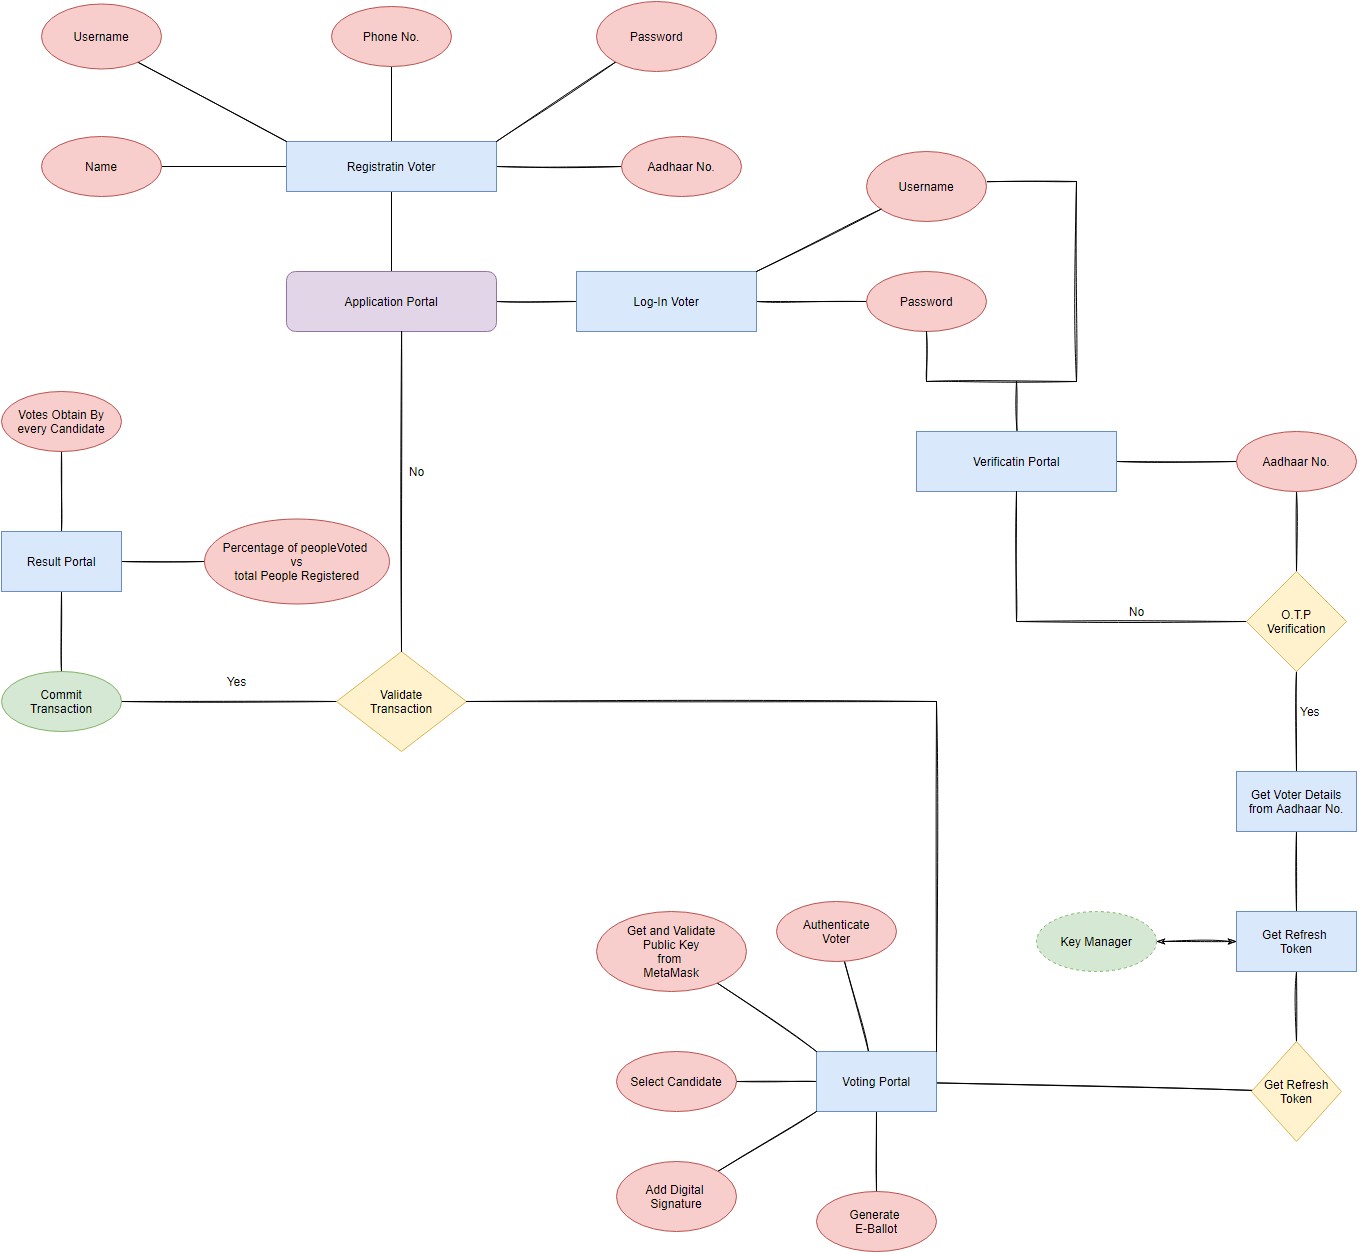 Username
Phone No.
Password
Name
Registratin Voter
Aadhaar No.
Username
Application Portal
Log-In Voter
Password
Votes Obtain By
every Candidate
No
Verificatin Portal
Aadhaar No.
Result Portal
Percentage of peopleVoted
vs
total People Registered
No
O.T.P
Verification
Yes
Commit
Transaction
Validate
Transaction
Yes
Get Voter Details
from Aadhaar No.
Get and Validate
Public Key
from
MetaMask
Authenticate
Voter
Key Manager
Get Refresh
Token
Select Candidate
Voting Portal
Get Refresh
Token
Add Digital
Signature
Generate
E-Ballot